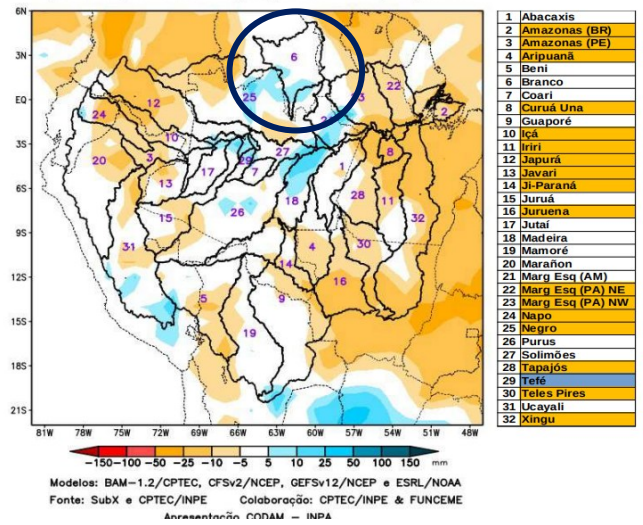 6N
3N
EQ
3S
6S
9S
12S
15S
18S
21S
81W 78W 75W 72W 69W 66W 63W 60W 57W 54W 51W 48W
6
25
22
2
12
24
10
27
20
3
29
8
17
7
1
13
18
28
11
15
26
32
31
4
30
14
16
5
9
19
-150 -100 -50 -25 -10 -5 5 10 25 50 100 150 mm
Modelos: BAM-1.2/CPTEC, CFSv2/NCEP, GEFSv12/NCEP e ESRL/NOAA
Fonte: SubX e CPTEC/INPE Colaboração: CPTEC/INPE & FUNCEME
Apresentação CODAM - INPA
1 Abacaxis
2 Amazonas (BR)
3 Amazonas (PE)
4 Aripuanã
5 Beni
6 Branco
7 Coari
8 Curuá Una
9 Guaporé
10 Içá
11 Iriri
12 Japurá
13 Javari
14 Ji-Paraná
15 Juruá
16 Juruena
17 Jutaí
18 Madeira
19 Mamoré
20 Marañon
21 Marg Esq (AM)
22 Marg Esq (PA) NE
23 Marg Esq (PA) NW
24 Napo
25 Negro
26 Purus
27 Solimões
28 Tapajós
29 Tefé
30 Teles Pires
31 Ucayali
32 Xingu